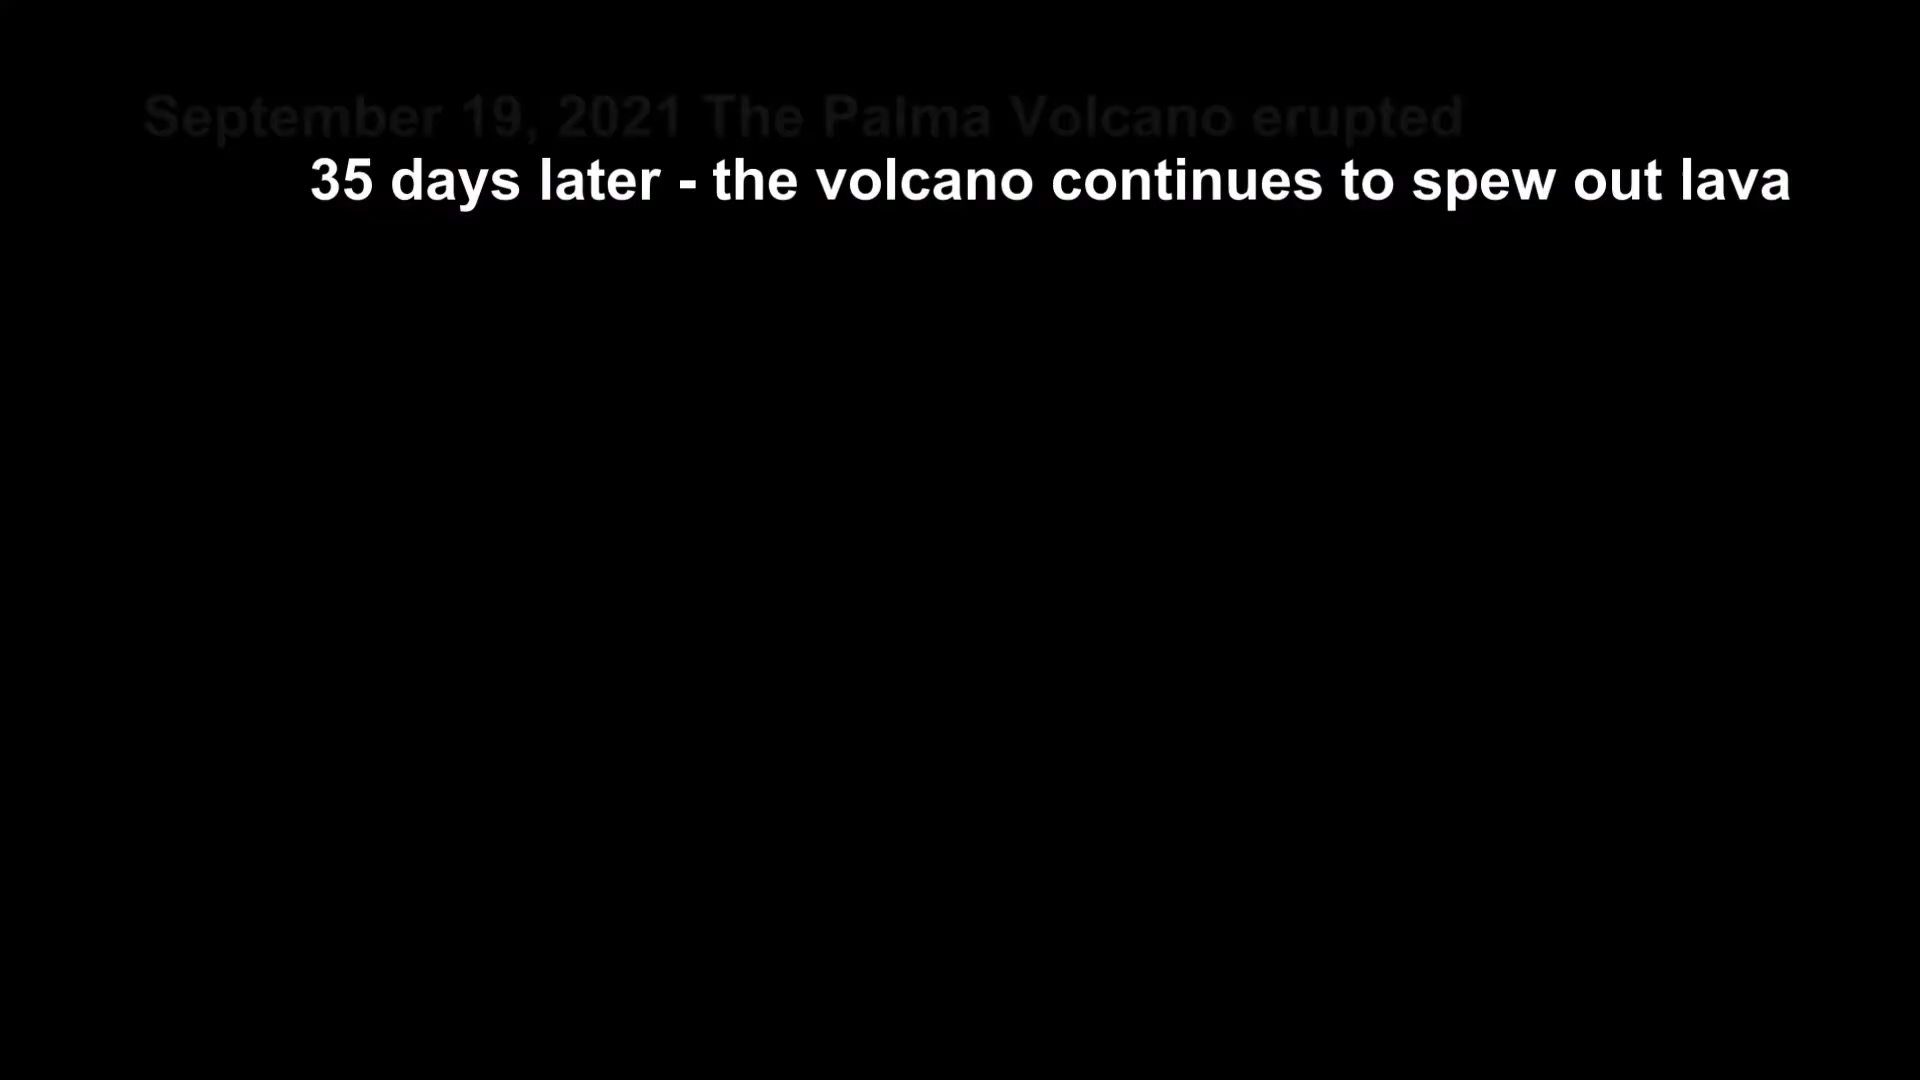 September 19, 2021 The Palma Volcano erupted
35 days later - the volcano continues to spew out lava